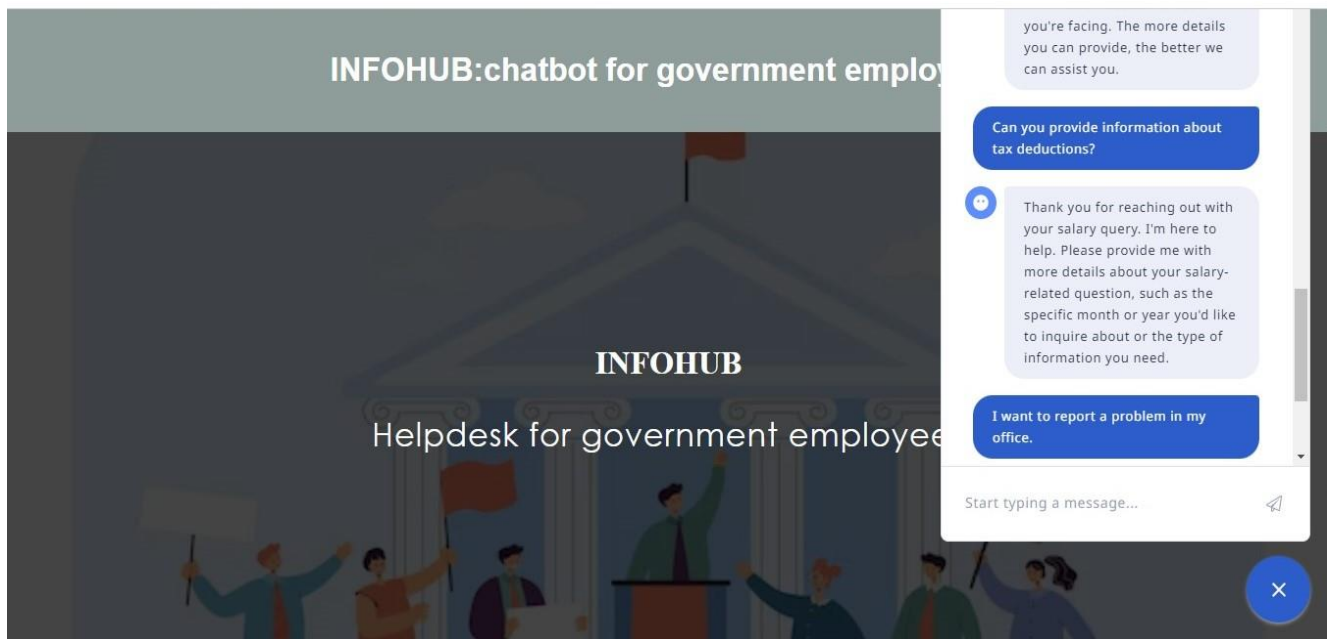 INFOHUB:chatbot for government emplo
INFOHUB
Helpdesk for government employee
you're facing. The more details
you can provide, the better we
can assist you.
Can you provide information about
tax deductions?
Thank you for reaching out with
your salary query. I'm here to
help. Please provide me with
more details about your salary-
related question, such as the
specific month or year you'd like
to inquire about or the type of
information you need.
I want to report a problem in my
office.
Start typing a message...